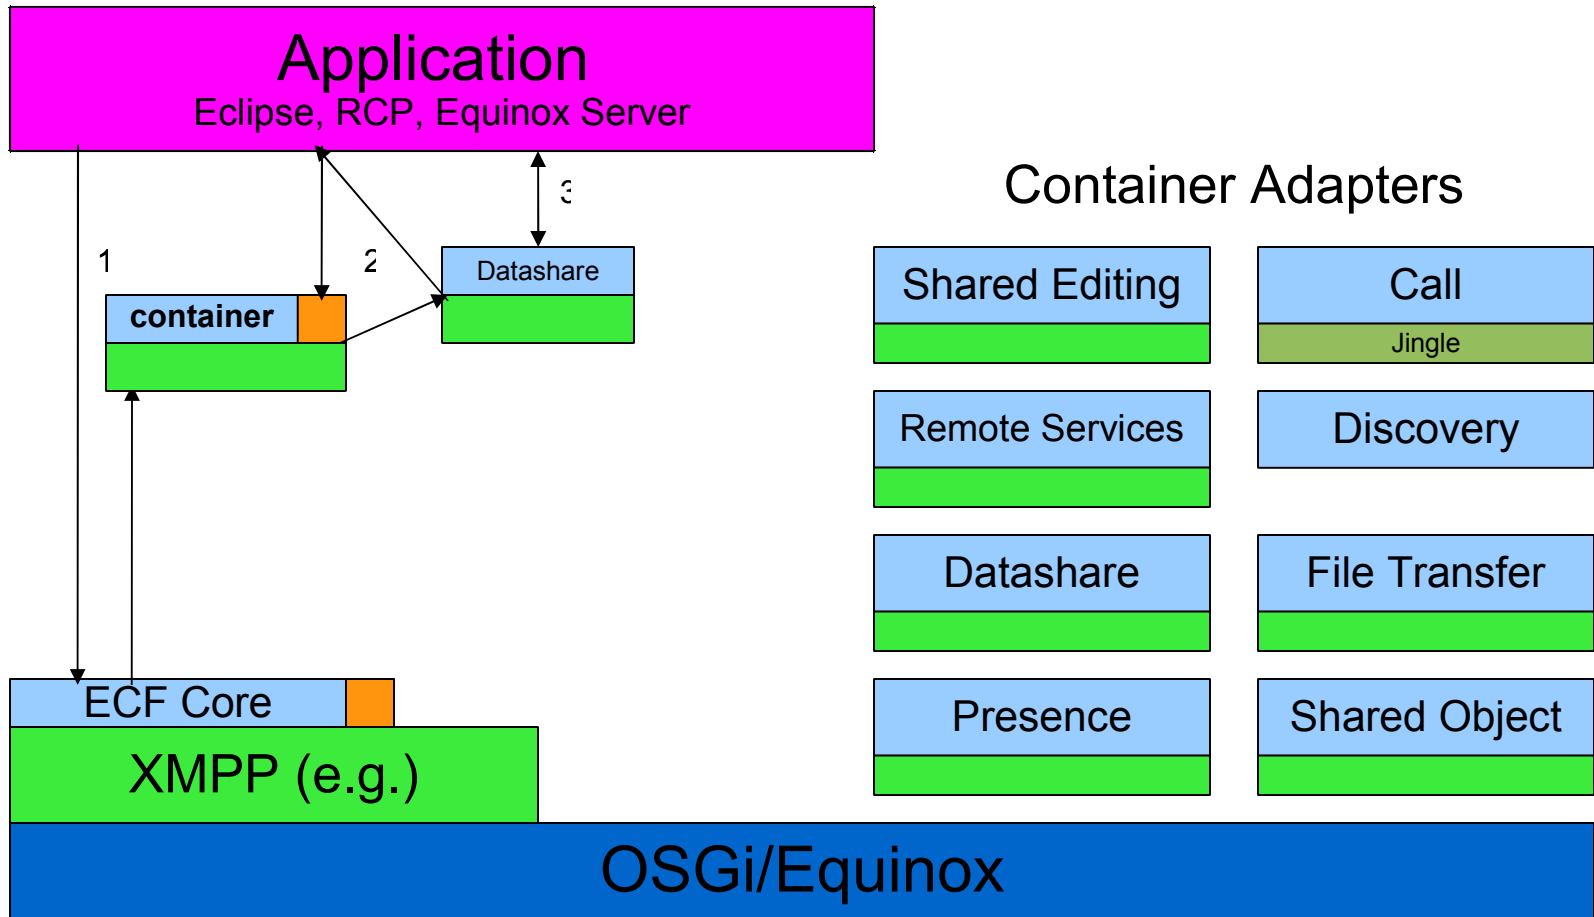 Application
Eclipse, RCP, Equinox Server
Container Adapters
1
2
3
Datashare
container
Shared Editing
Call
Jingle
Remote Services
Discovery
Datashare
File Transfer
Presence
Shared Object
ECF Core
XMPP (e.g.)
OSGi/Equinox